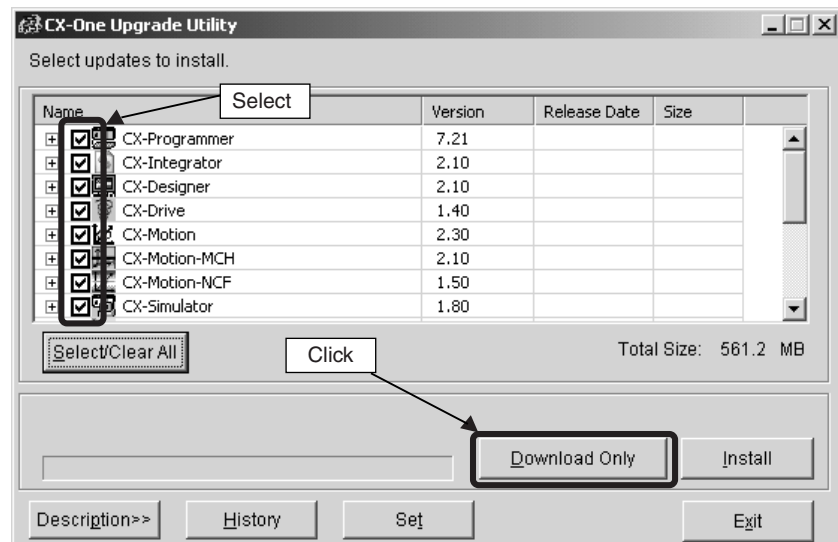 CX-One Upgrade Utility
Select updates to install.
Select
Name Version Release Date Size
CX-Programmer 7.21
CX-Integrator 2.10
CX-Designer 2.10
CX-Drive 1.40
CX-Motion 2.30
CX-Motion-MCH 2.10
CX-Motion-NCF 1.50
CX-Simulator 1.80
Select/Clear All
Click
Total Size: 561.2 MB
Download Only
Install
Description>>
History
Set
Exit